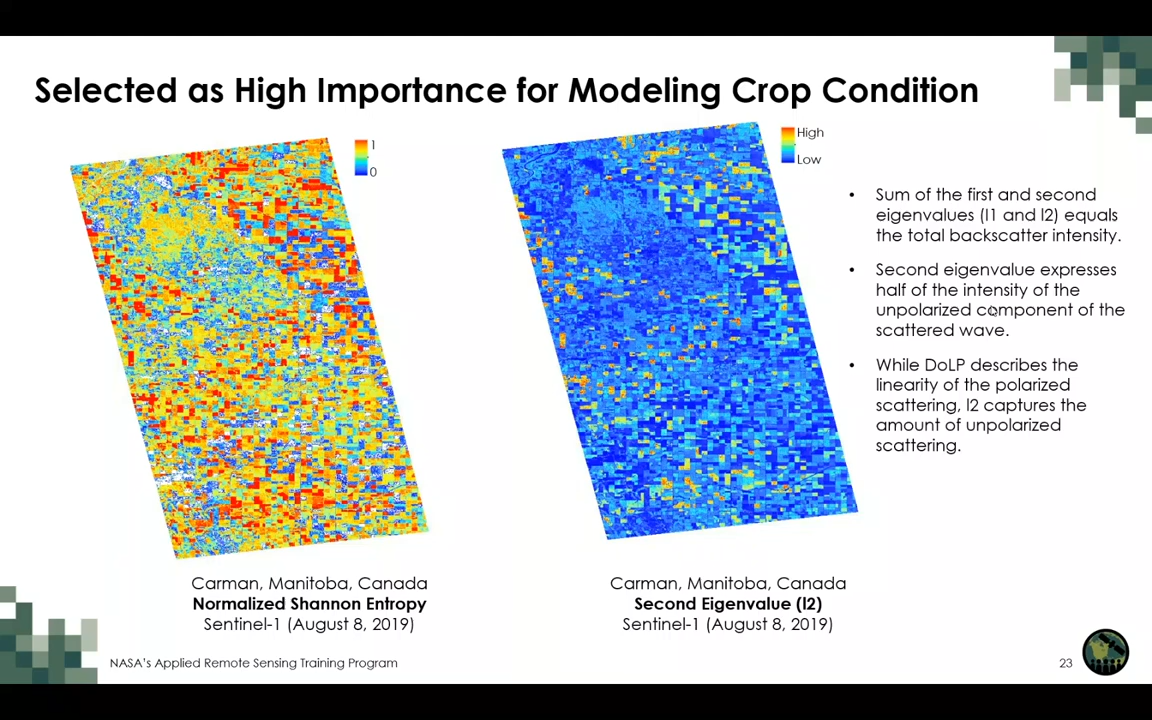 Selected as High Importance for Modeling Crop Condition
1
0
High
Low
• Sum of the first and second
eigenvalues (l1 and l2) equals
the total backscatter intensity.
• Second eigenvalue expresses
half of the intensity of the
unpolarized component of the
scattered wave.
• While DoLP describes the
linearity of the polarized
scattering, l2 captures the
amount of unpolarized
scattering.
Carman, Manitoba, Canada
Normalized Shannon Entropy
Sentinel-1 (August 8, 2019)
Carman, Manitoba, Canada
Second Eigenvalue (l2)
Sentinel-1 (August 8, 2019)
NASA's Applied Remote Sensing Training Program
23